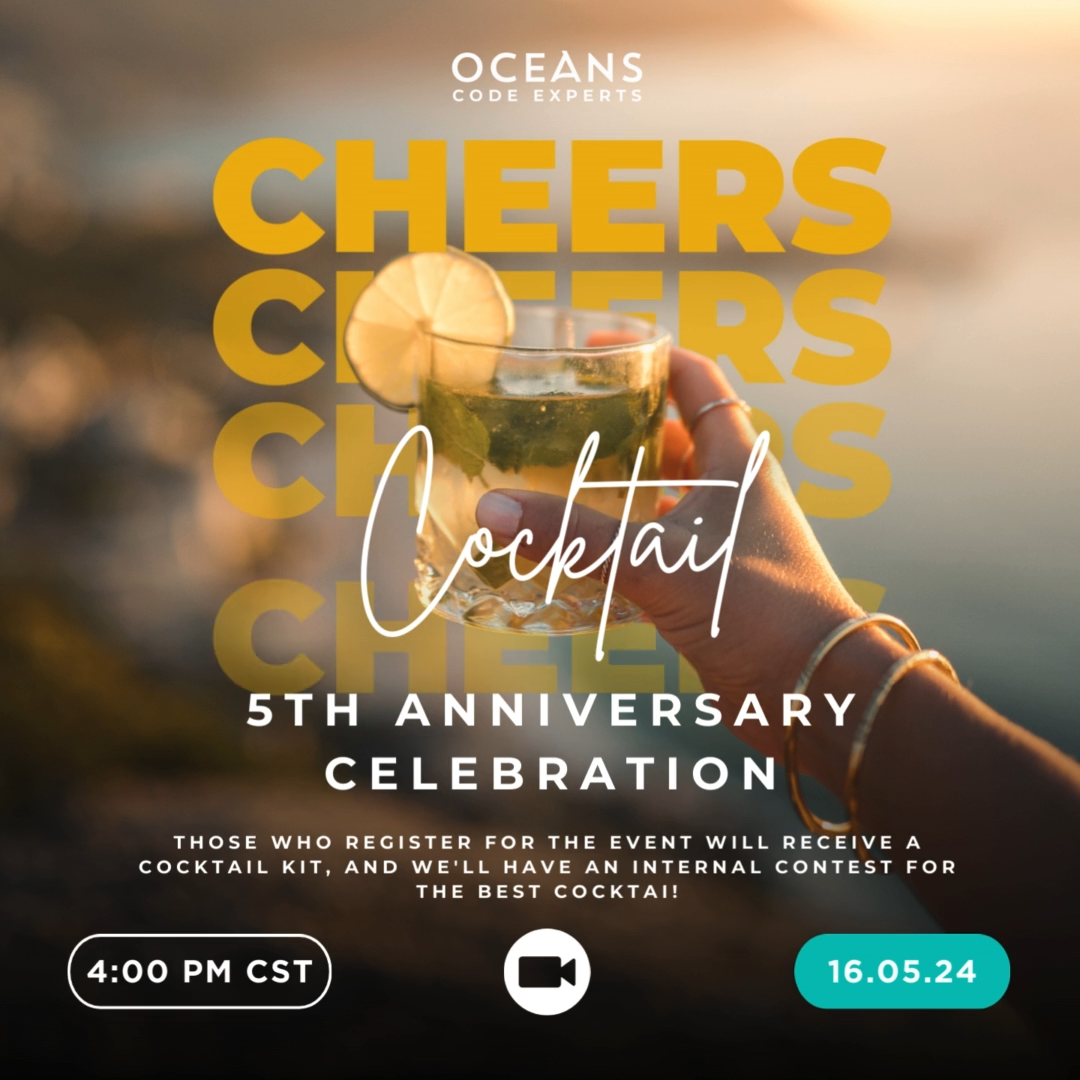 OCEANS
CODE EXPERTS
CHEERS
CHEERS
CHEERS
CHEERS
Cocktail
5TH ANNIVERSARY
CELEBRATION
THOSE WHO REGISTER FOR THE EVENT WILL RECEIVE A
COCKTAIL KIT, AND WE'LL HAVE AN INTERNAL CONTEST FOR
THE BEST COCKTAI!
4:00 PM CST
16.05.24